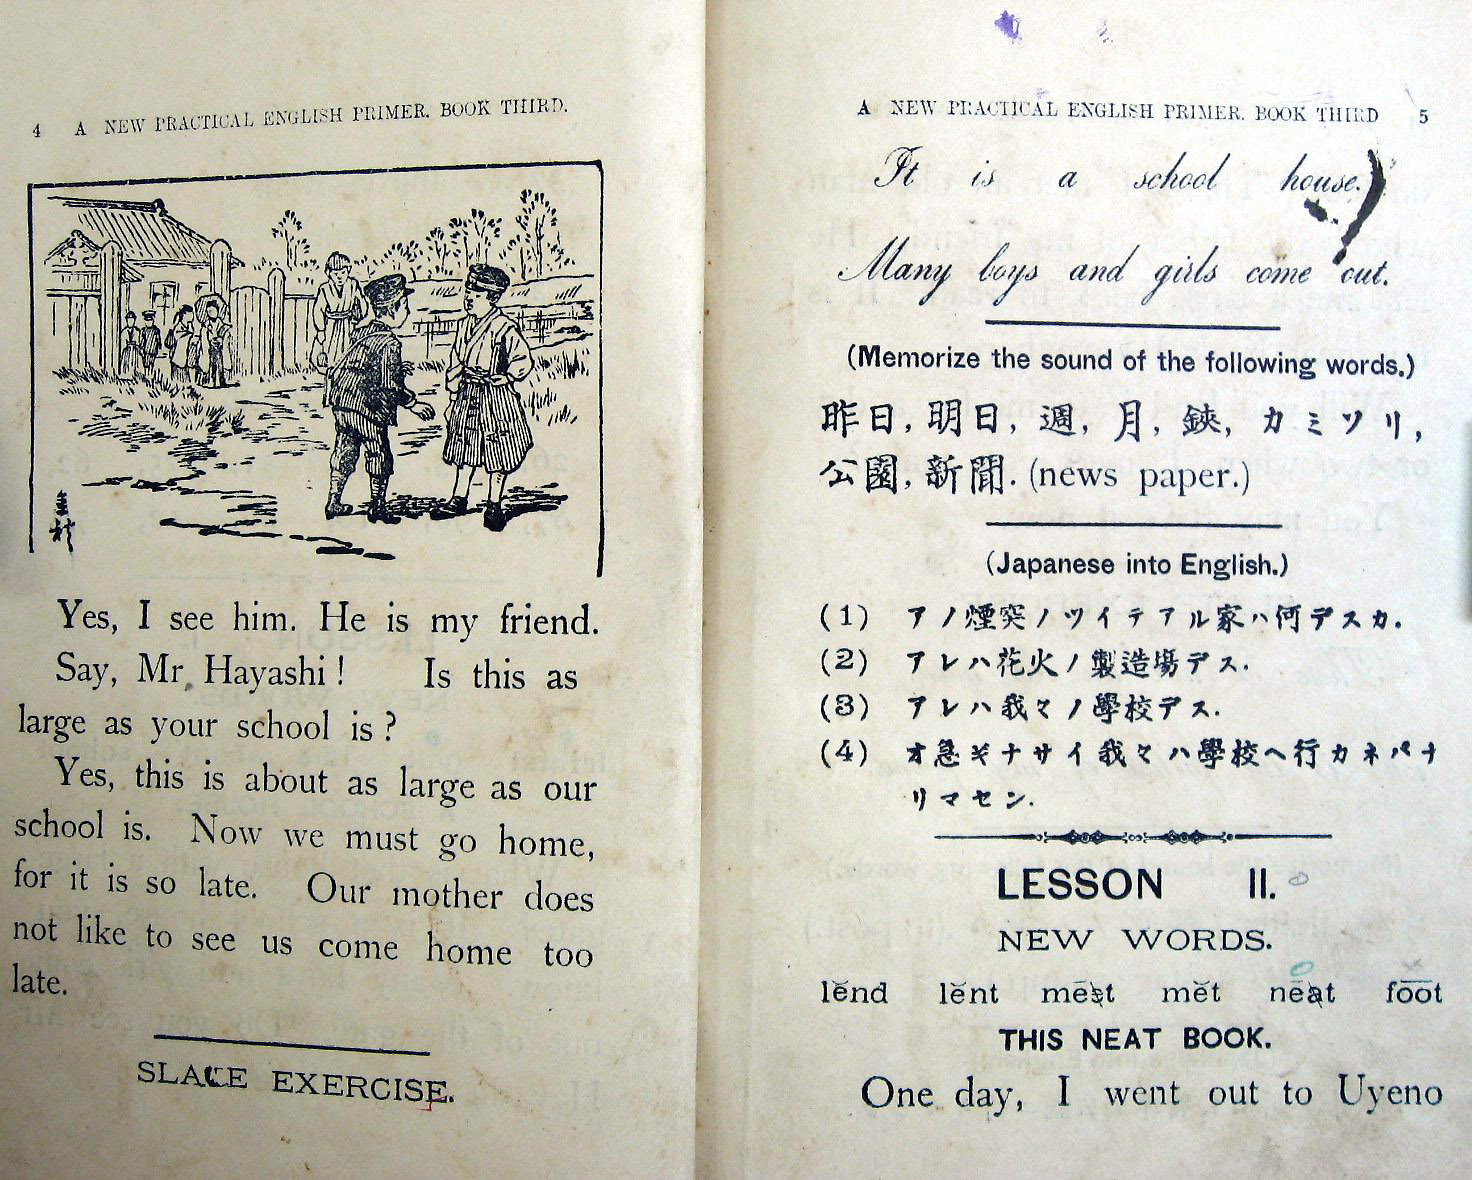 4 A NEW PRACTICAL ENGLISH PRIMER. BOOK THIRD.
Yes, I see him. He is my friend.
Say, Mr. Hayashi! Is this as
large as your school is?
Yes, this is about as large as our
school is. Now we must go home,
for it is so late. Our mother does
not like to see us come home too
late.
SLACE EXERCISE.
A NEW PRACTICAL ENGLISH PRIMER. BOOK THIRD 5
It is a school house.
Many boys and girls come out.
(Memorize the sound of the following words.)
昨日, 明日, 週, 月, 鋏, カミソリ,
公園, 新聞. (news paper.)
(Japanese into English.)
(1) アノ煙突ノツイテアル家ハ何デスカ.
(2) アレハ花火ノ製造場デス.
(3) アレハ我々ノ學校デス.
(4) オ急ギナサイ我々ハ學校ヘ行カネバナ
リマセン.
LESSON II.
NEW WORDS.
lĕnd lĕnt mēat mĕt nēat fo͞ot
THIS NEAT BOOK.
One day, I went out to Uyeno